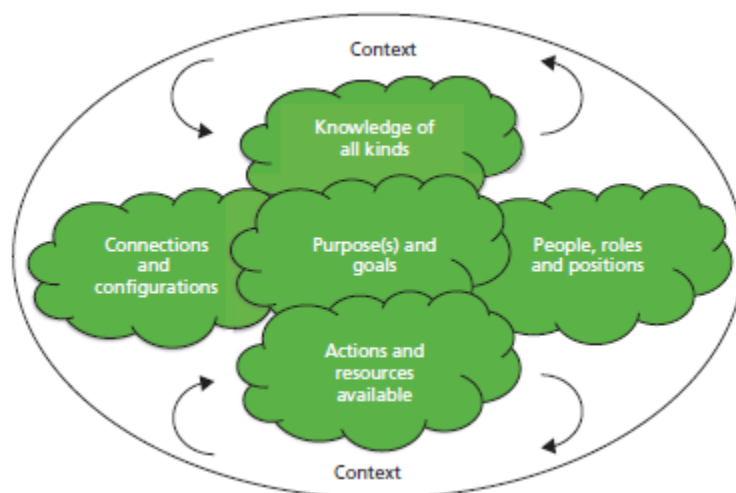 Context
Knowledge of
all kinds
Connections
and
configurations
Purpose(s) and
goals
People, roles
and positions
Actions and
resources
available
Context